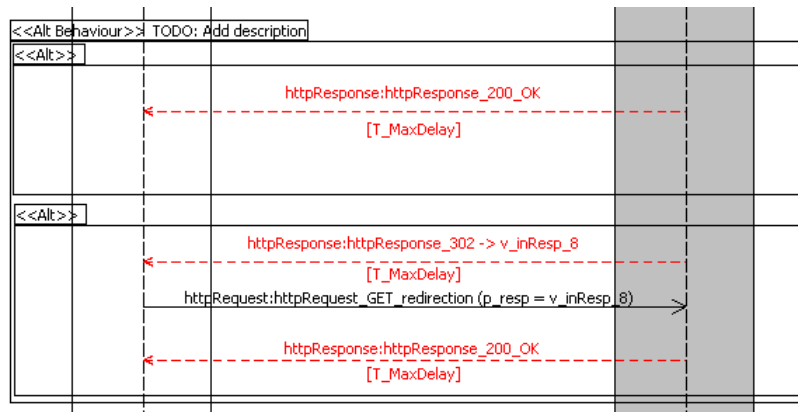 <<Alt Behaviour>> TODO: Add description
<<Alt>>
httpResponse:httpResponse_200_OK
[T_MaxDelay]
<<Alt>>
httpResponse:httpResponse_302 -> v_inResp_8
[T_MaxDelay]
httpRequest:httpRequest_GET_redirection (p_resp = v_inResp_8)
httpResponse:httpResponse_200_OK
[T_MaxDelay]